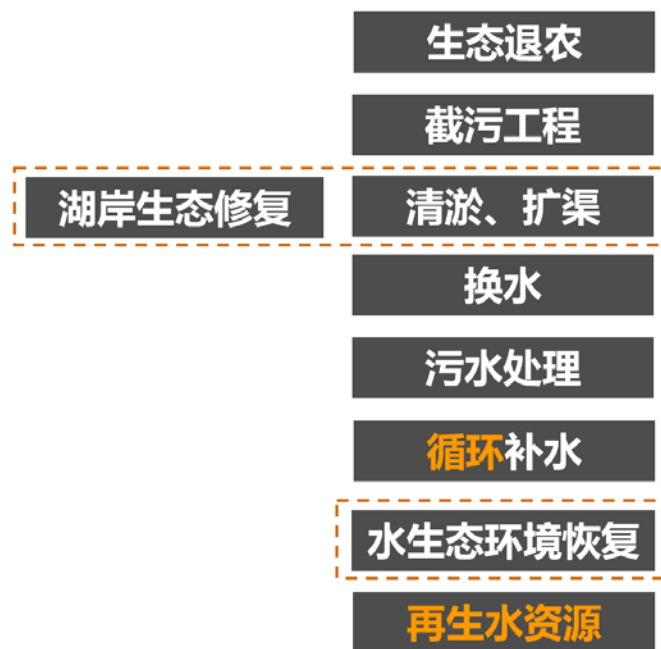 生态退农
截污工程
湖岸生态修复
清淤、扩渠
换水
污水处理
循环补水
水生态环境恢复
再生水资源